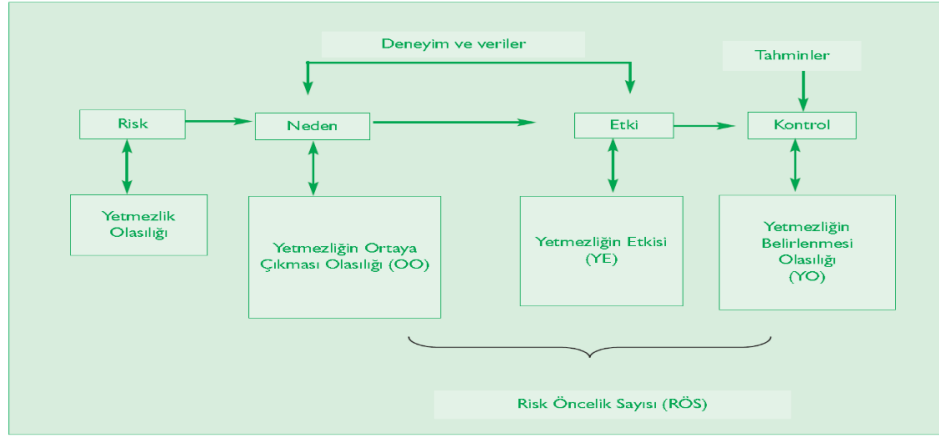 Deneyim ve veriler
Tahminler
Risk
Neden
Etki
Kontrol
Yetmezlik
Olasılığı
Yetmezliğin Ortaya
Çıkması Olasılığı (OO)
Yetmezliğin Etkisi
(YE)
Yetmezliğin
Belirlenmesi
Olasılığı
(YO)
Risk Öncelik Sayısı (RÖS)